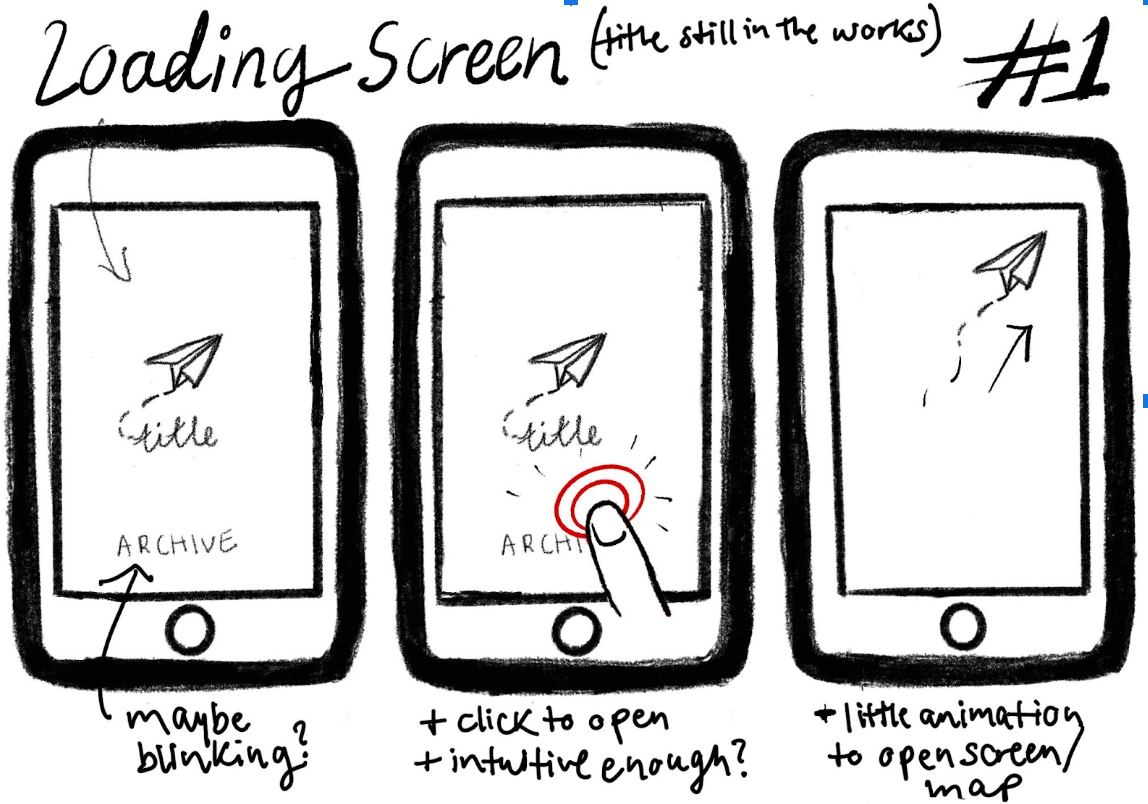 Loading Screen (title still in the works)
#1
title
ARCHIVE
title
ARCHI
maybe
blinking?
+ click to open
+ intuitive enough?
+ little animation
to open screen/
map